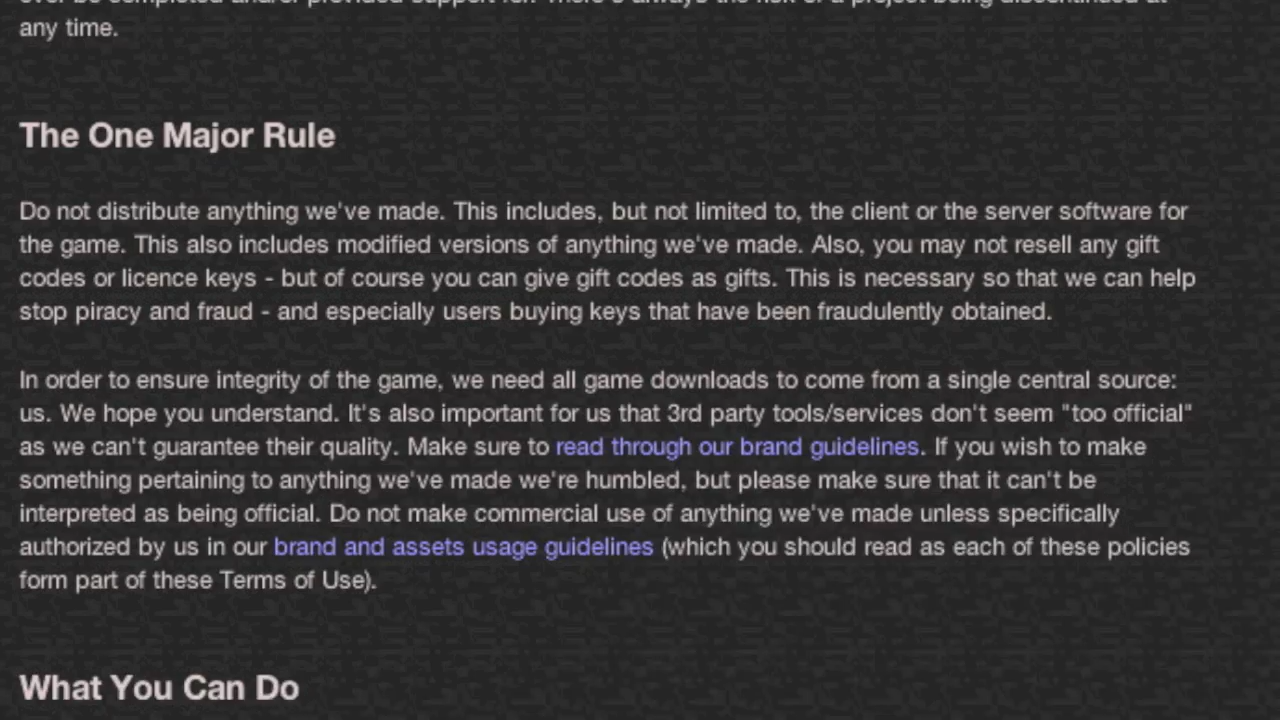 any time.
The One Major Rule
Do not distribute anything we've made. This includes, but not limited to, the client or the server software for
the game. This also includes modified versions of anything we've made. Also, you may not resell any gift
codes or licence keys - but of course you can give gift codes as gifts. This is necessary so that we can help
stop piracy and fraud - and especially users buying keys that have been fraudulently obtained.
In order to ensure integrity of the game, we need all game downloads to come from a single central source:
us. We hope you understand. It's also important for us that 3rd party tools/services don't seem "too official"
as we can't guarantee their quality. Make sure to read through our brand guidelines. If you wish to make
something pertaining to anything we've made we're humbled, but please make sure that it can't be
interpreted as being official. Do not make commercial use of anything we've made unless specifically
authorized by us in our brand and assets usage guidelines (which you should read as each of these policies
form part of these Terms of Use).
What You Can Do